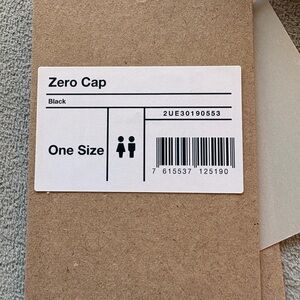 Zero Cap
Black
2UE30190553
One Size
7 615537 125190